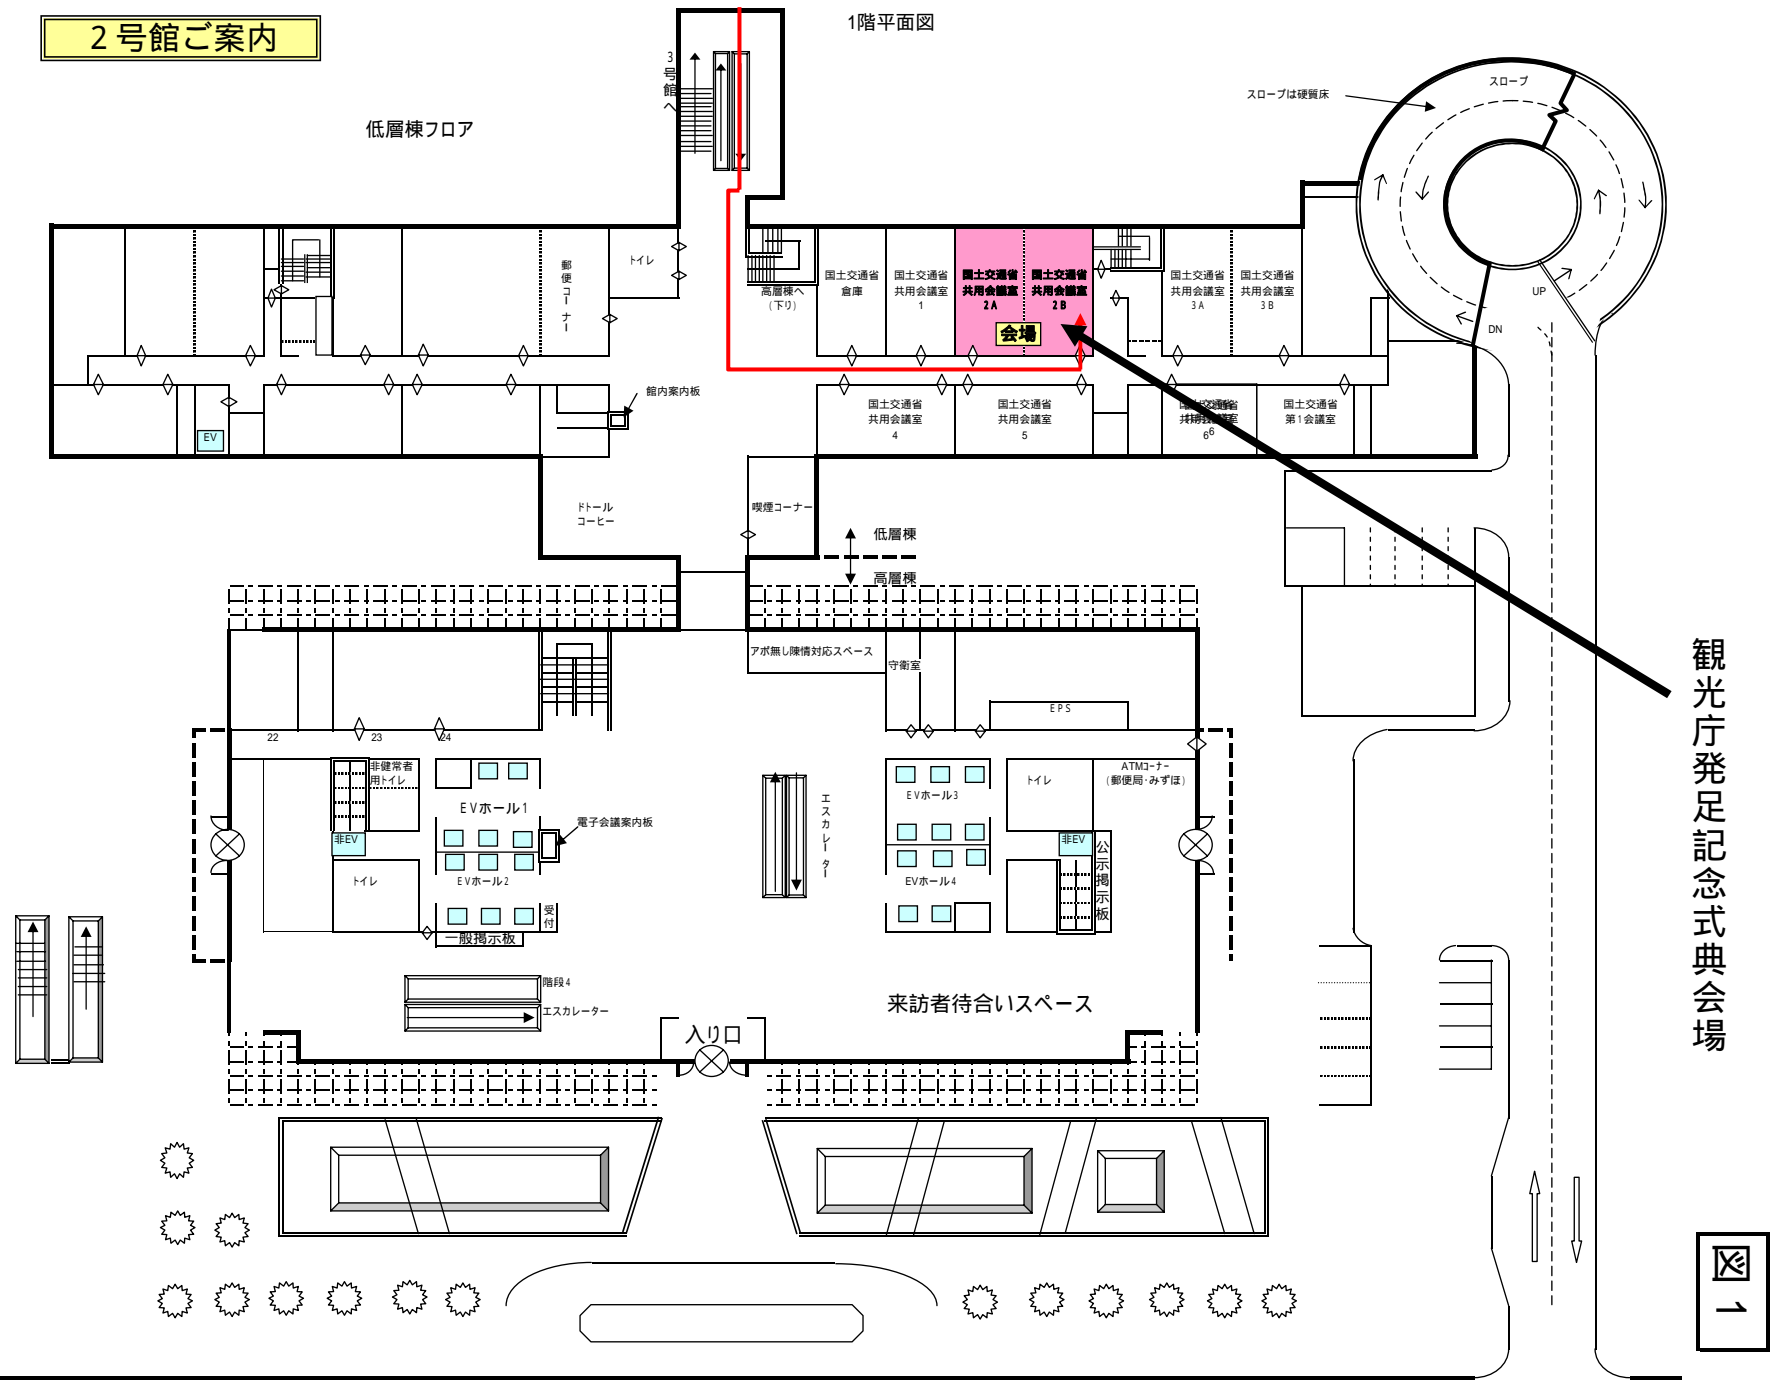 2号館ご案内
1階平面図
3号館へ
低層棟フロア
スロープ
スロープは硬質床
郵便コーナー
トイレ
高層棟へ
(下り)
国土交通省
倉庫
国土交通省
共用会議室
1
国土交通省
共用会議室
2A
国土交通省
共用会議室
2B
会場
国土交通省
共用会議室
3A
国土交通省
共用会議室
3B
UP
DN
館内案内板
EV
国土交通省
共用会議室
4
国土交通省
共用会議室
5
国土交通省
共用会議室
6
国土交通省
第1会議室
ドトール
コーヒー
喫煙コーナー
低層棟
高層棟
アポ無し陳情対応スペース
守衛室
EPS
22
23
24
非健常者
用トイレ
EVホール1
非EV
電子会議案内板
トイレ
EVホール2
受付
一般掲示板
エスカレーター
EVホール3
トイレ
ATMコーナー
(郵便局・みずほ)
非EV
公示掲示板
EVホール4
階段4
エスカレーター
来訪者待合いスペース
入り口
観光庁発足記念式典会場
図1